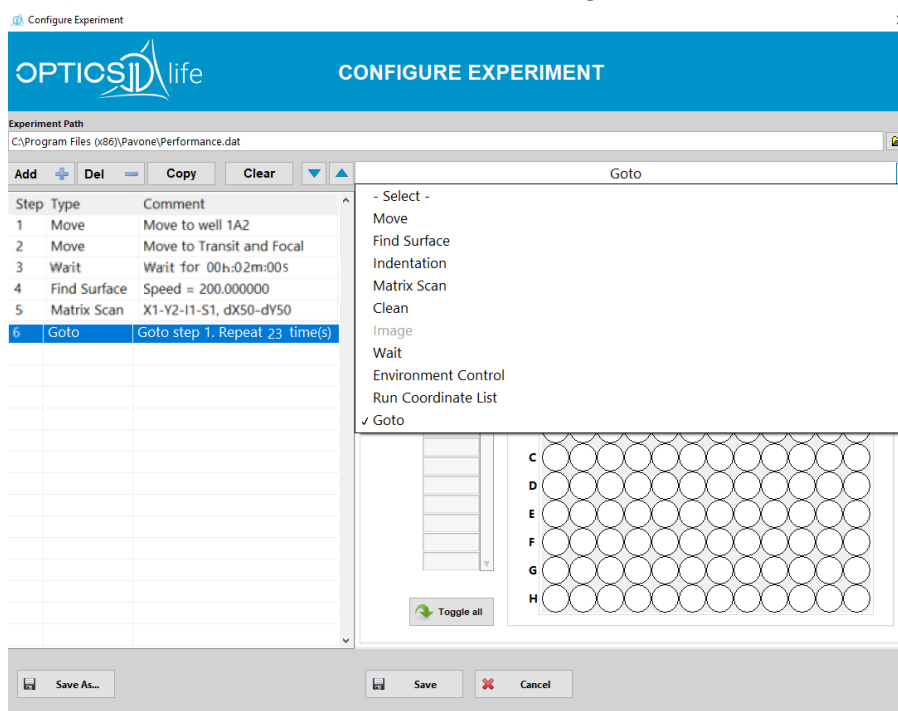 Configure Experiment
OPTICS11 life
CONFIGURE EXPERIMENT
Experiment Path
C:\Program Files (x86)\Pavone\Performance.dat
Add Del Copy Clear
Goto
Step Type Comment
1 Move Move to well 1A2
2 Move Move to Transit and Focal
3 Wait Wait for 00h:02m:00s
4 Find Surface Speed = 200.000000
5 Matrix Scan X1-Y2-I1-S1, dX50-dY50
6 Goto Goto step 1. Repeat 23 time(s)
- Select -
Move
Find Surface
Indentation
Matrix Scan
Clean
Image
Wait
Environment Control
Run Coordinate List
✓ Goto
C
D
E
F
G
H
Toggle all
Save As...
Save
Cancel